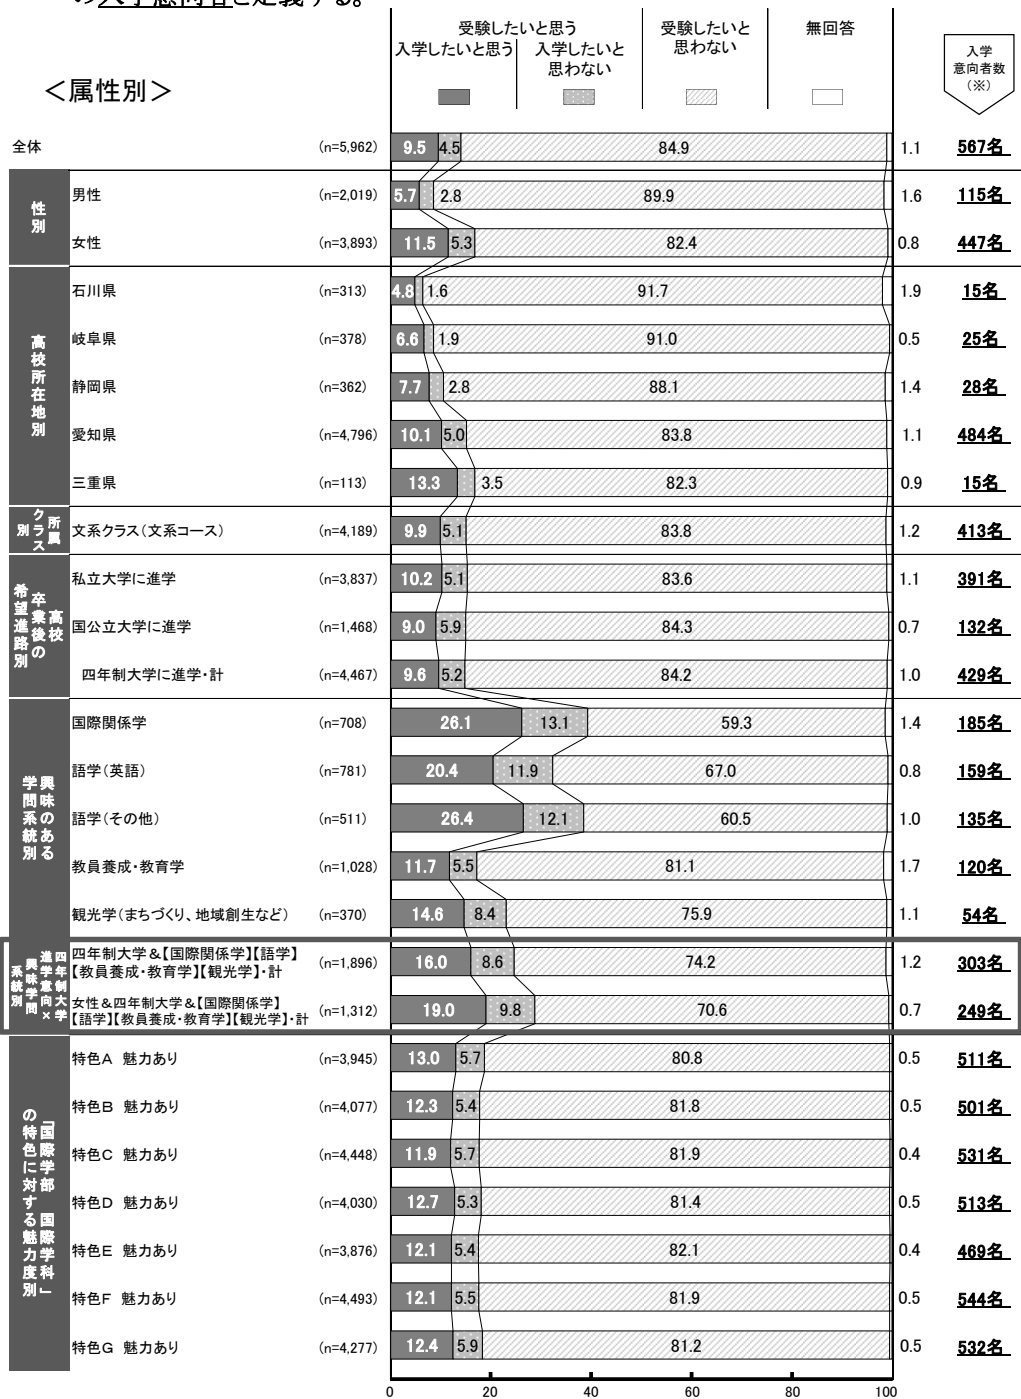 の入学意向者と定義する。
受験したいと思う
受験したいと
思わない
無回答
入学したいと思う
入学したいと
思わない
入学
意向者数
（※）
＜属性別＞
全体 (n=5,962) 9.5 4.5 84.9 1.1 567名
性別
男性 (n=2,019) 5.7 2.8 89.9 1.6 115名
女性 (n=3,893) 11.5 5.3 82.4 0.8 447名
高校所在地別
石川県 (n=313) 4.8 1.6 91.7 1.9 15名
岐阜県 (n=378) 6.6 1.9 91.0 0.5 25名
静岡県 (n=362) 7.7 2.8 88.1 1.4 28名
愛知県 (n=4,796) 10.1 5.0 83.8 1.1 484名
三重県 (n=113) 13.3 3.5 82.3 0.9 15名
所属クラス別
文系クラス（文系コース） (n=4,189) 9.9 5.1 83.8 1.2 413名
高校卒業後の希望進路別
私立大学に進学 (n=3,837) 10.2 5.1 83.6 1.1 391名
国公立大学に進学 (n=1,468) 9.0 5.9 84.3 0.7 132名
四年制大学に進学・計 (n=4,467) 9.6 5.2 84.2 1.0 429名
興味のある学問系統別
国際関係学 (n=708) 26.1 13.1 59.3 1.4 185名
語学（英語） (n=781) 20.4 11.9 67.0 0.8 159名
語学（その他） (n=511) 26.4 12.1 60.5 1.0 135名
教員養成・教育学 (n=1,028) 11.7 5.5 81.1 1.7 120名
観光学（まちづくり、地域創生など） (n=370) 14.6 8.4 75.9 1.1 54名
四年制大学進学意向×興味学問系統別
四年制大学＆【国際関係学】【語学】
【教員養成・教育学】【観光学】・計 (n=1,896) 16.0 8.6 74.2 1.2 303名
女性＆四年制大学＆【国際関係学】
【語学】【教員養成・教育学】【観光学】・計 (n=1,312) 19.0 9.8 70.6 0.7 249名
「国際学部　国際学科」の特色に対する魅力度別
特色A　魅力あり (n=3,945) 13.0 5.7 80.8 0.5 511名
特色B　魅力あり (n=4,077) 12.3 5.4 81.8 0.5 501名
特色C　魅力あり (n=4,448) 11.9 5.7 81.9 0.4 531名
特色D　魅力あり (n=4,030) 12.7 5.3 81.4 0.5 513名
特色E　魅力あり (n=3,876) 12.1 5.4 82.1 0.4 469名
特色F　魅力あり (n=4,493) 12.1 5.5 81.9 0.5 544名
特色G　魅力あり (n=4,277) 12.4 5.9 81.2 0.5 532名
0 20 40 60 80 100